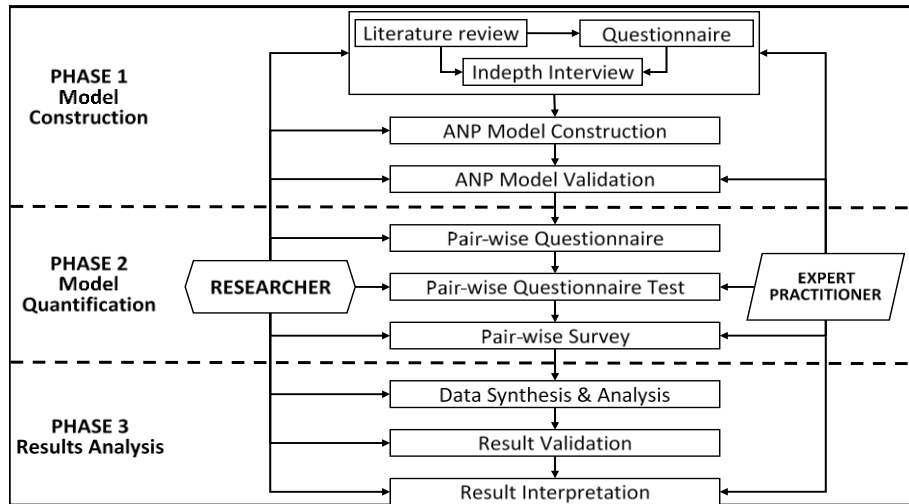 Literature review
Questionnaire
Indepth Interview
PHASE 1
Model
Construction
ANP Model Construction
ANP Model Validation
Pair-wise Questionnaire
PHASE 2
Model
Quantification
RESEARCHER
Pair-wise Questionnaire Test
EXPERT
PRACTITIONER
Pair-wise Survey
Data Synthesis & Analysis
PHASE 3
Results Analysis
Result Validation
Result Interpretation